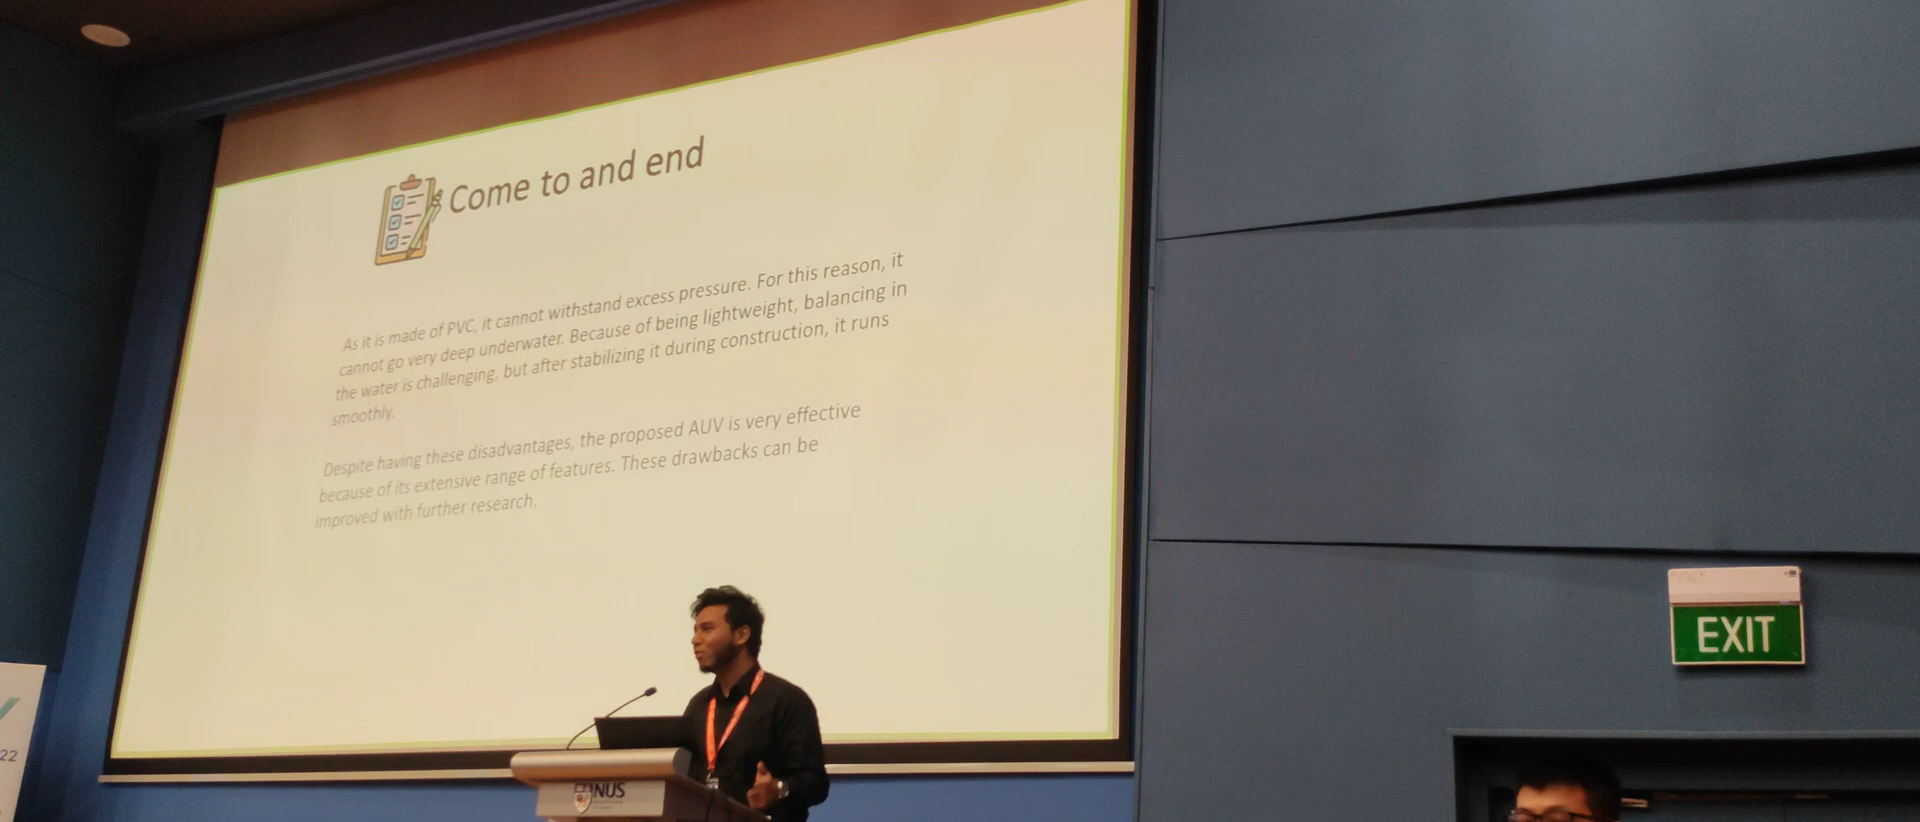 Come to and end
As it is made of PVC, it cannot withstand excess pressure. For this reason, it
cannot go very deep underwater. Because of being lightweight, balancing in
the water is challenging, but after stabilizing it during construction, it runs
smoothly.
Despite having these disadvantages, the proposed AUV is very effective
because of its extensive range of features. These drawbacks can be
improved with further research.
EXIT
22
NUS